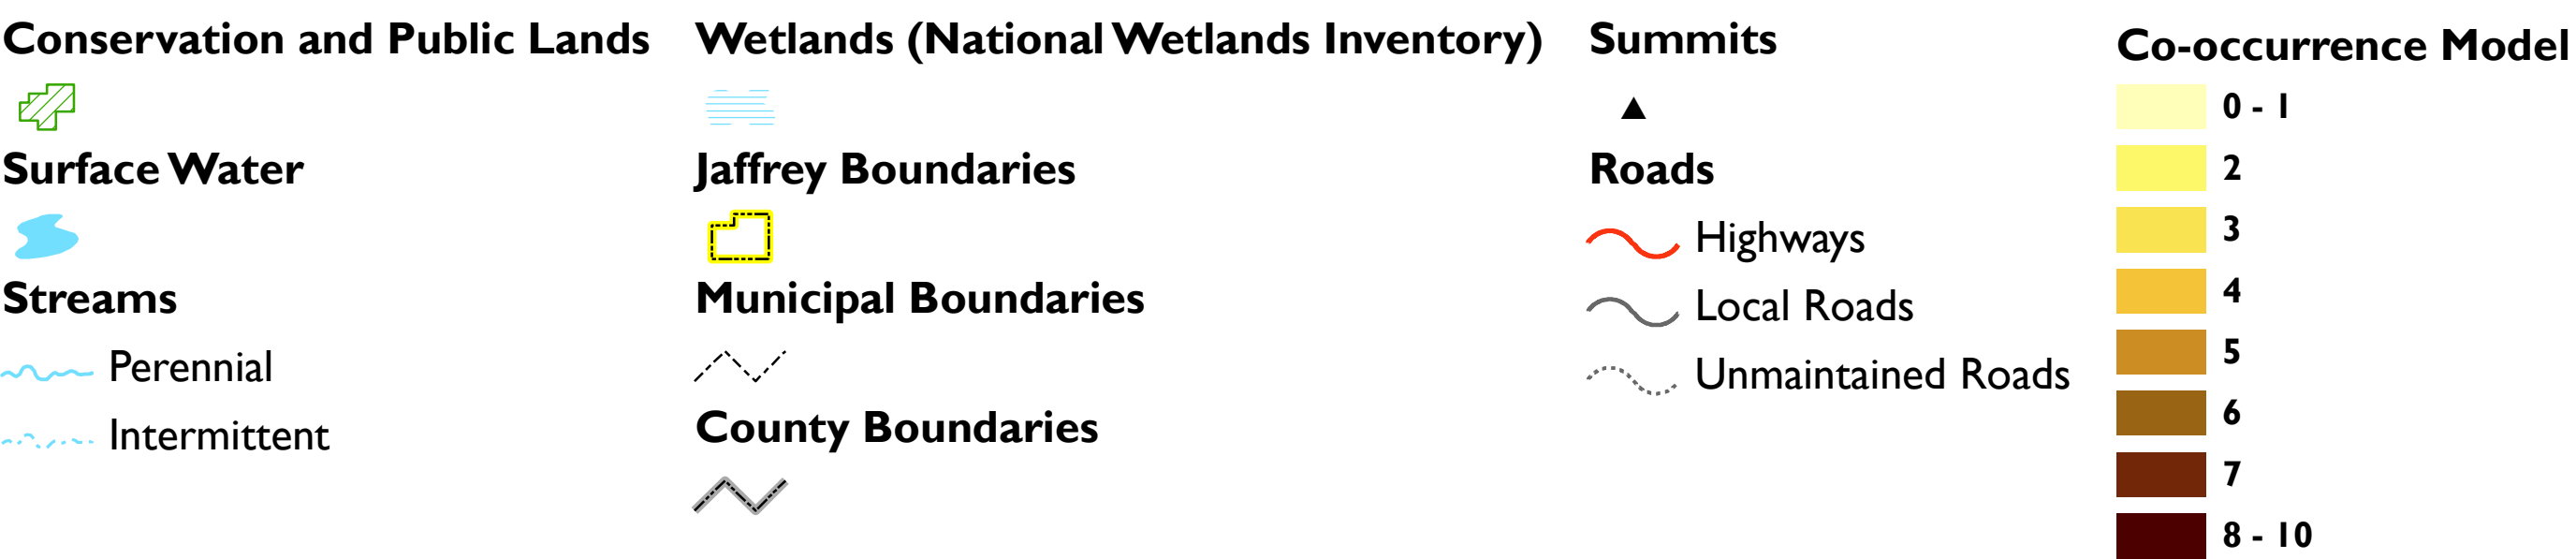 Conservation and Public Lands
Surface Water
Streams
Perennial
Intermittent
Wetlands (National Wetlands Inventory)
Jaffrey Boundaries
Municipal Boundaries
County Boundaries
Summits
Roads
Highways
Local Roads
Unmaintained Roads
Co-occurrence Model
0 - 1
2
3
4
5
6
7
8 - 10